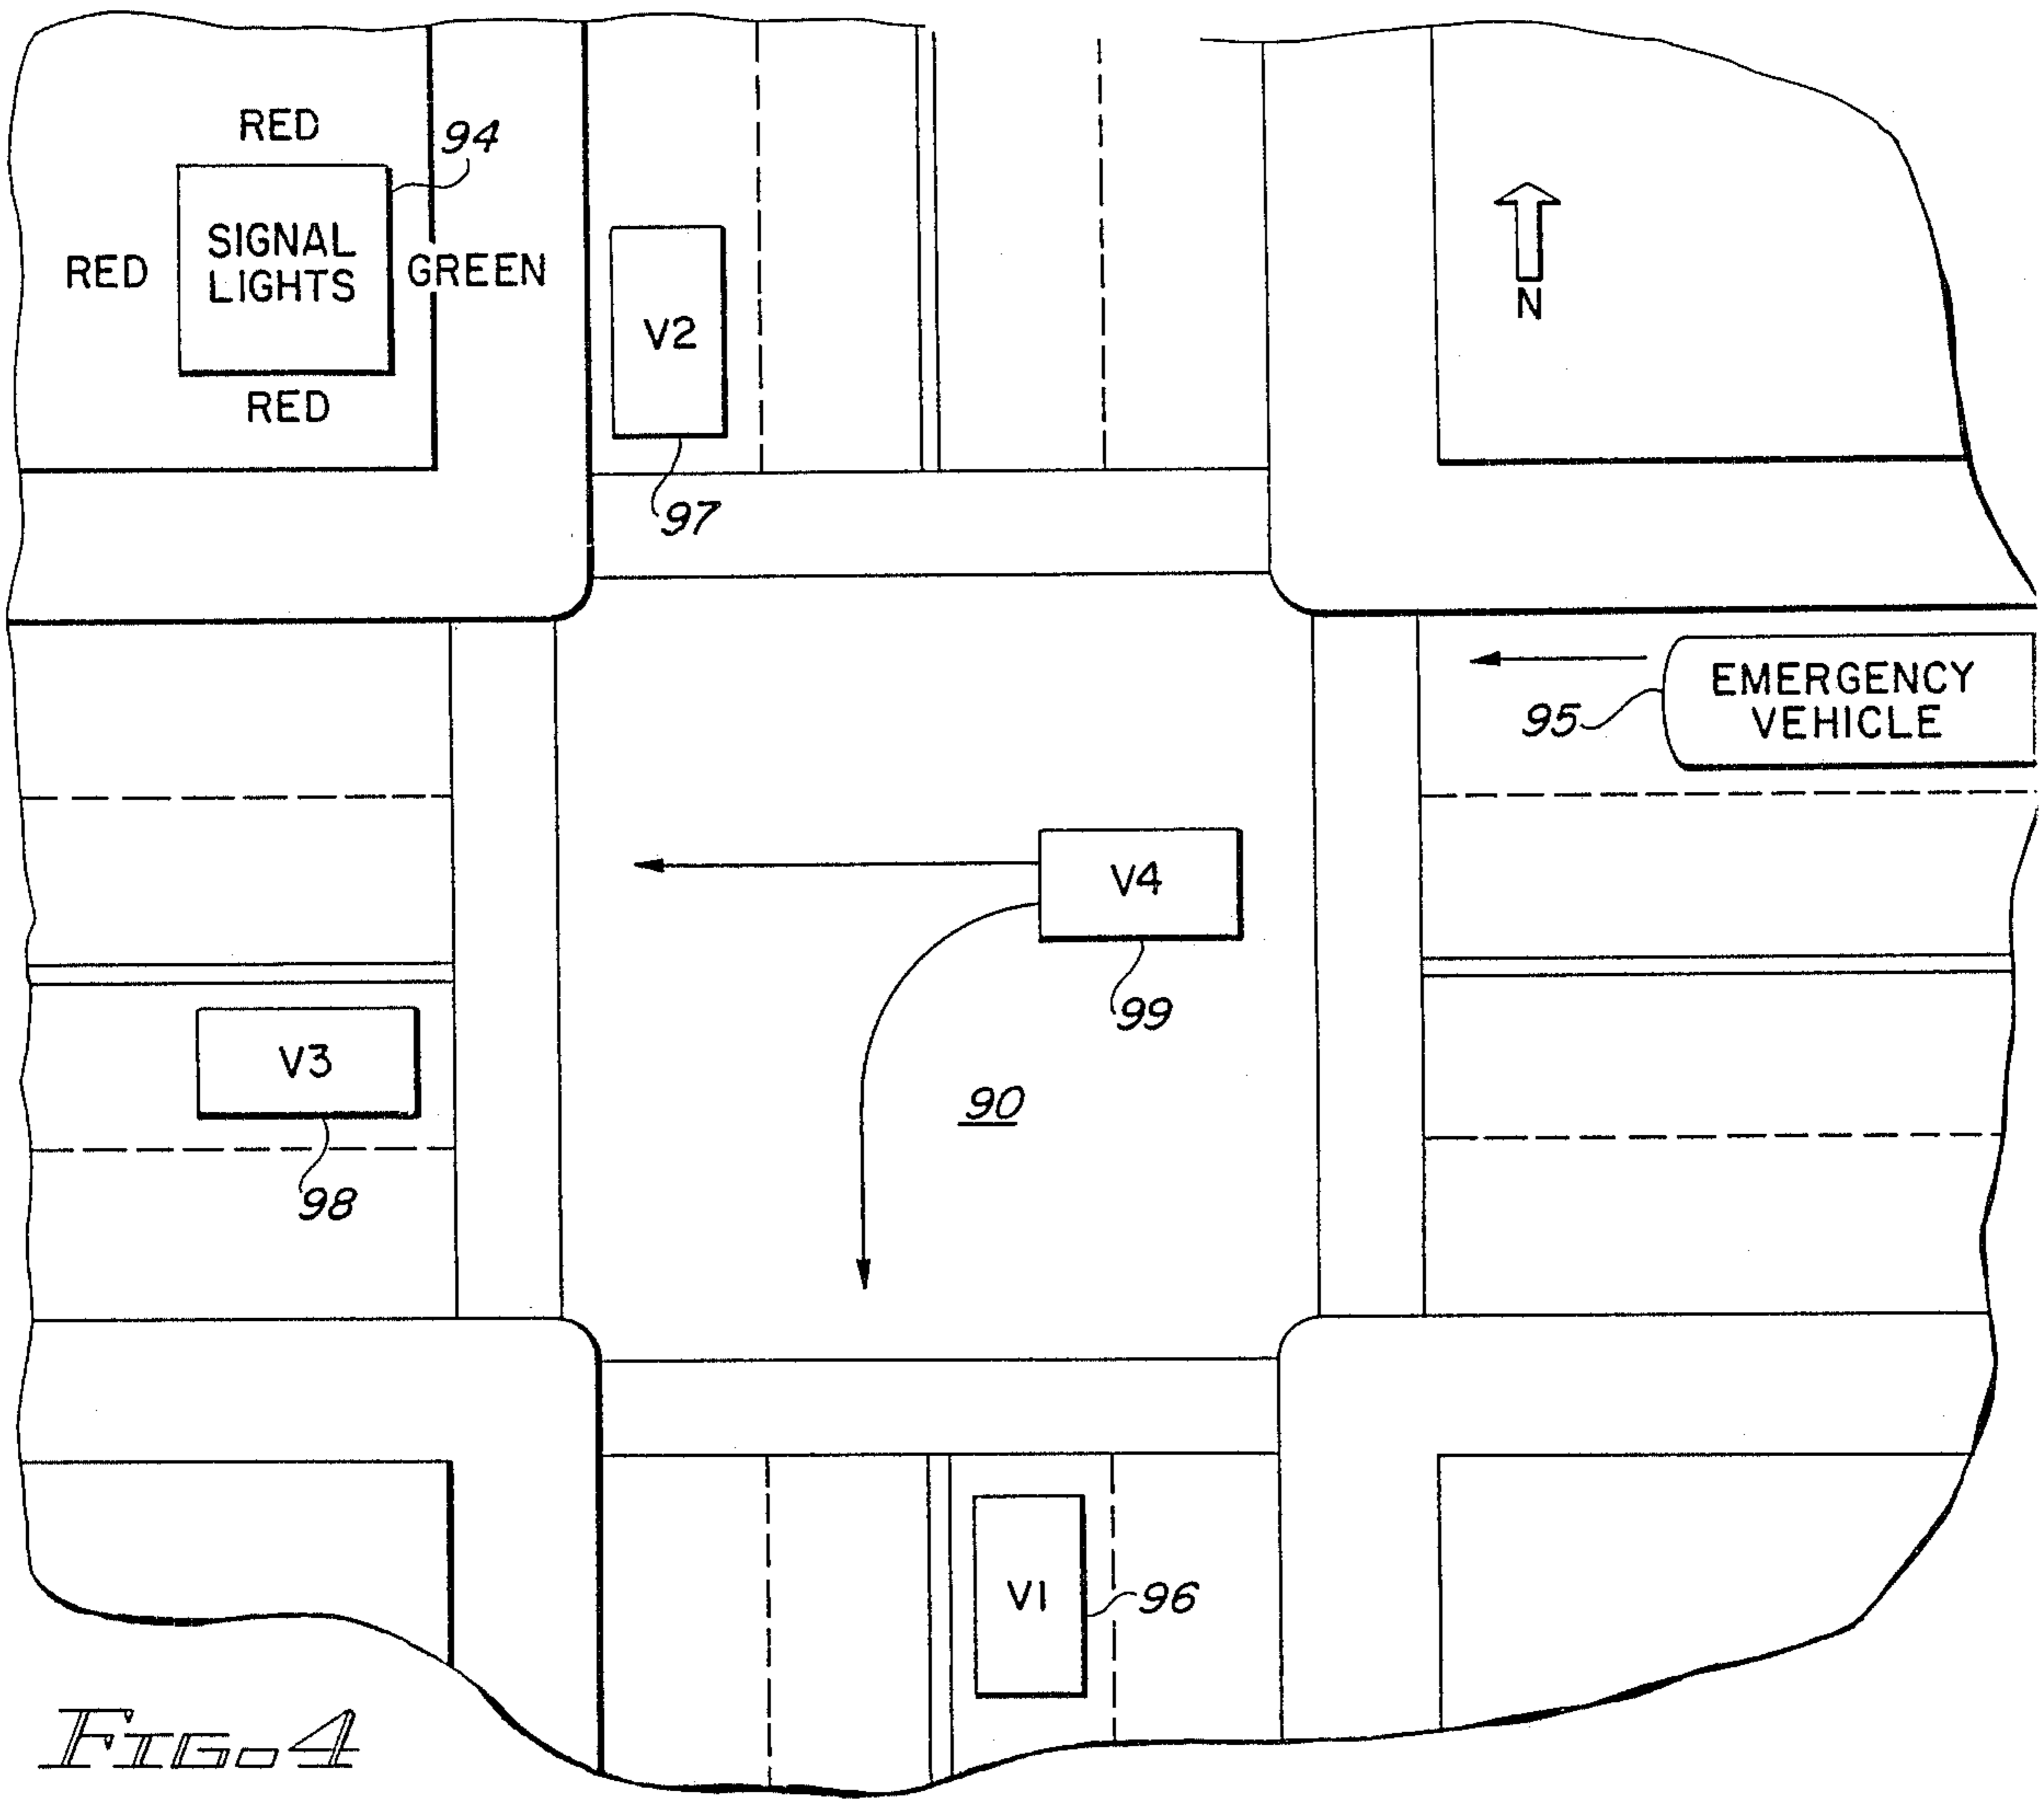 RED
94
SIGNAL
LIGHTS
RED
GREEN
RED
V2
97
N
EMERGENCY
VEHICLE
95
V4
99
V3
98
90
V1
96
FIG. 4